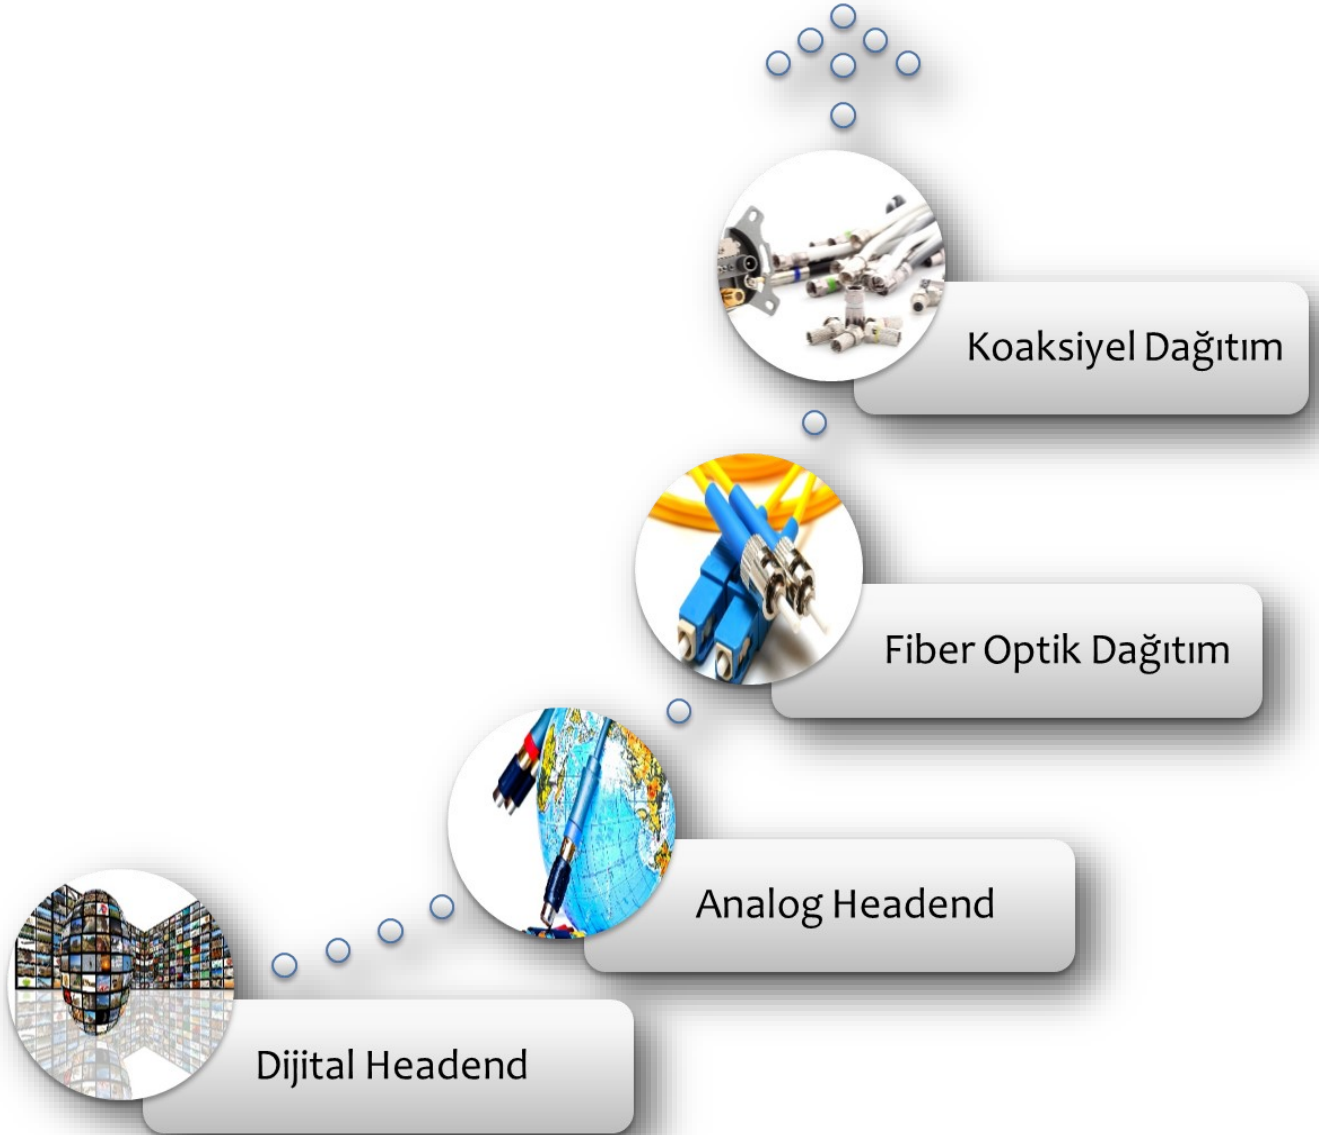 Koaksiyel Dağıtım
Fiber Optik Dağıtım
Analog Headend
Dijital Headend